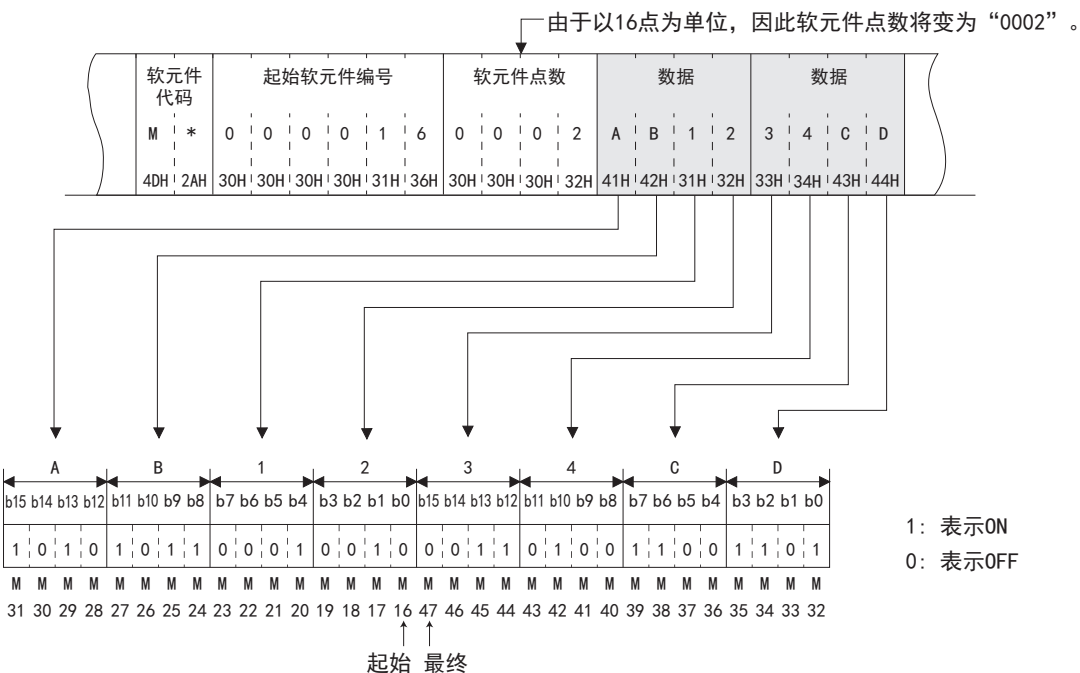 由于以16点为单位，因此软元件点数将变为“0002”。
软元件代码 起始软元件编号 软元件点数 数据 数据
M * 0 0 0 0 1 6 0 0 0 2 A B 1 2 3 4 C D
4DH 2AH 30H 30H 30H 30H 31H 36H 30H 30H 30H 32H 41H 42H 31H 32H 33H 34H 43H 44H
A B 1 2 3 4 C D
b15 b14 b13 b12 b11 b10 b9 b8 b7 b6 b5 b4 b3 b2 b1 b0 b15 b14 b13 b12 b11 b10 b9 b8 b7 b6 b5 b4 b3 b2 b1 b0
1 0 1 0 1 0 1 1 0 0 0 1 0 0 1 0 0 0 1 1 0 1 0 0 1 1 0 0 1 1 0 1
M M M M M M M M M M M M M M M M M M M M M M M M M M M M M M M M
31 30 29 28 27 26 25 24 23 22 21 20 19 18 17 16 47 46 45 44 43 42 41 40 39 38 37 36 35 34 33 32
起始 最终
1: 表示ON
0: 表示OFF